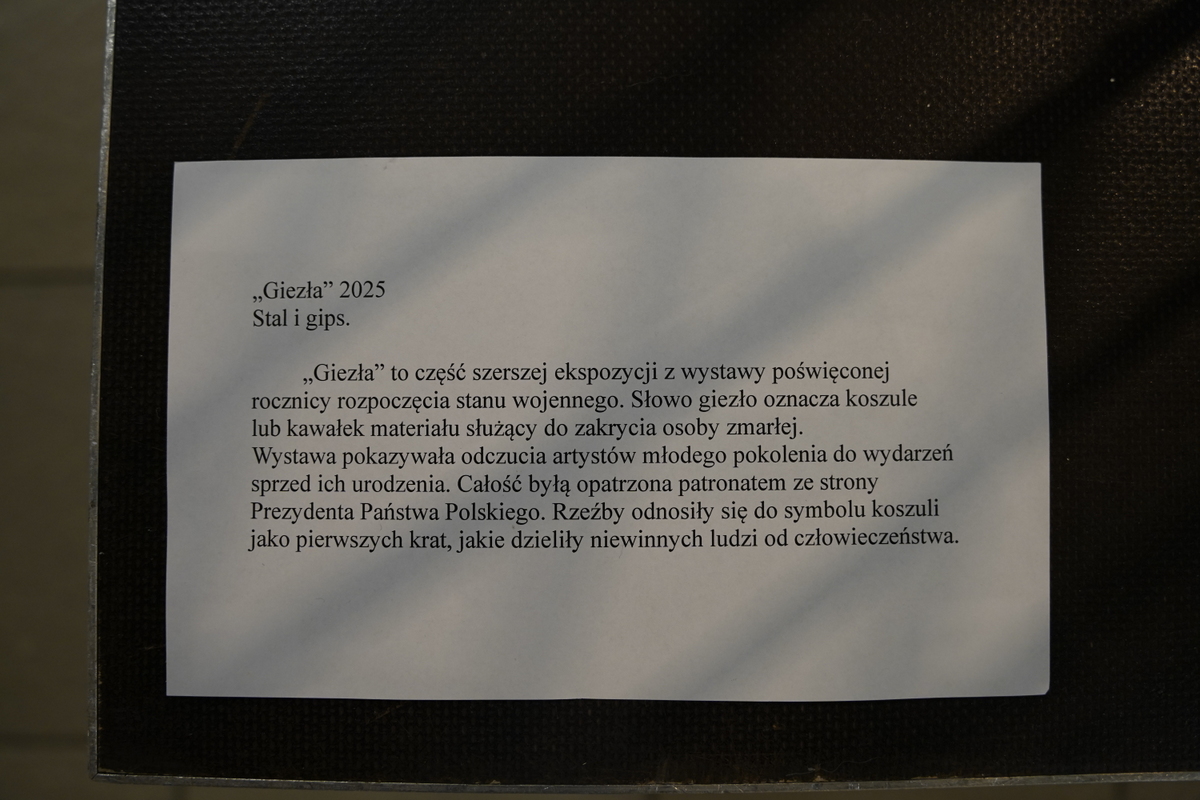 „Giezła” 2025
Stal i gips.
„Giezła” to część szerszej ekspozycji z wystawy poświęconej
rocznicy rozpoczęcia stanu wojennego. Słowo giezło oznacza koszule
lub kawałek materiału służący do zakrycia osoby zmarłej.
Wystawa pokazywała odczucia artystów młodego pokolenia do wydarzeń
sprzed ich urodzenia. Całość byłą opatrzona patronatem ze strony
Prezydenta Państwa Polskiego. Rzeźby odnosiły się do symbolu koszuli
jako pierwszych krat, jakie dzieliły niewinnych ludzi od człowieczeństwa.